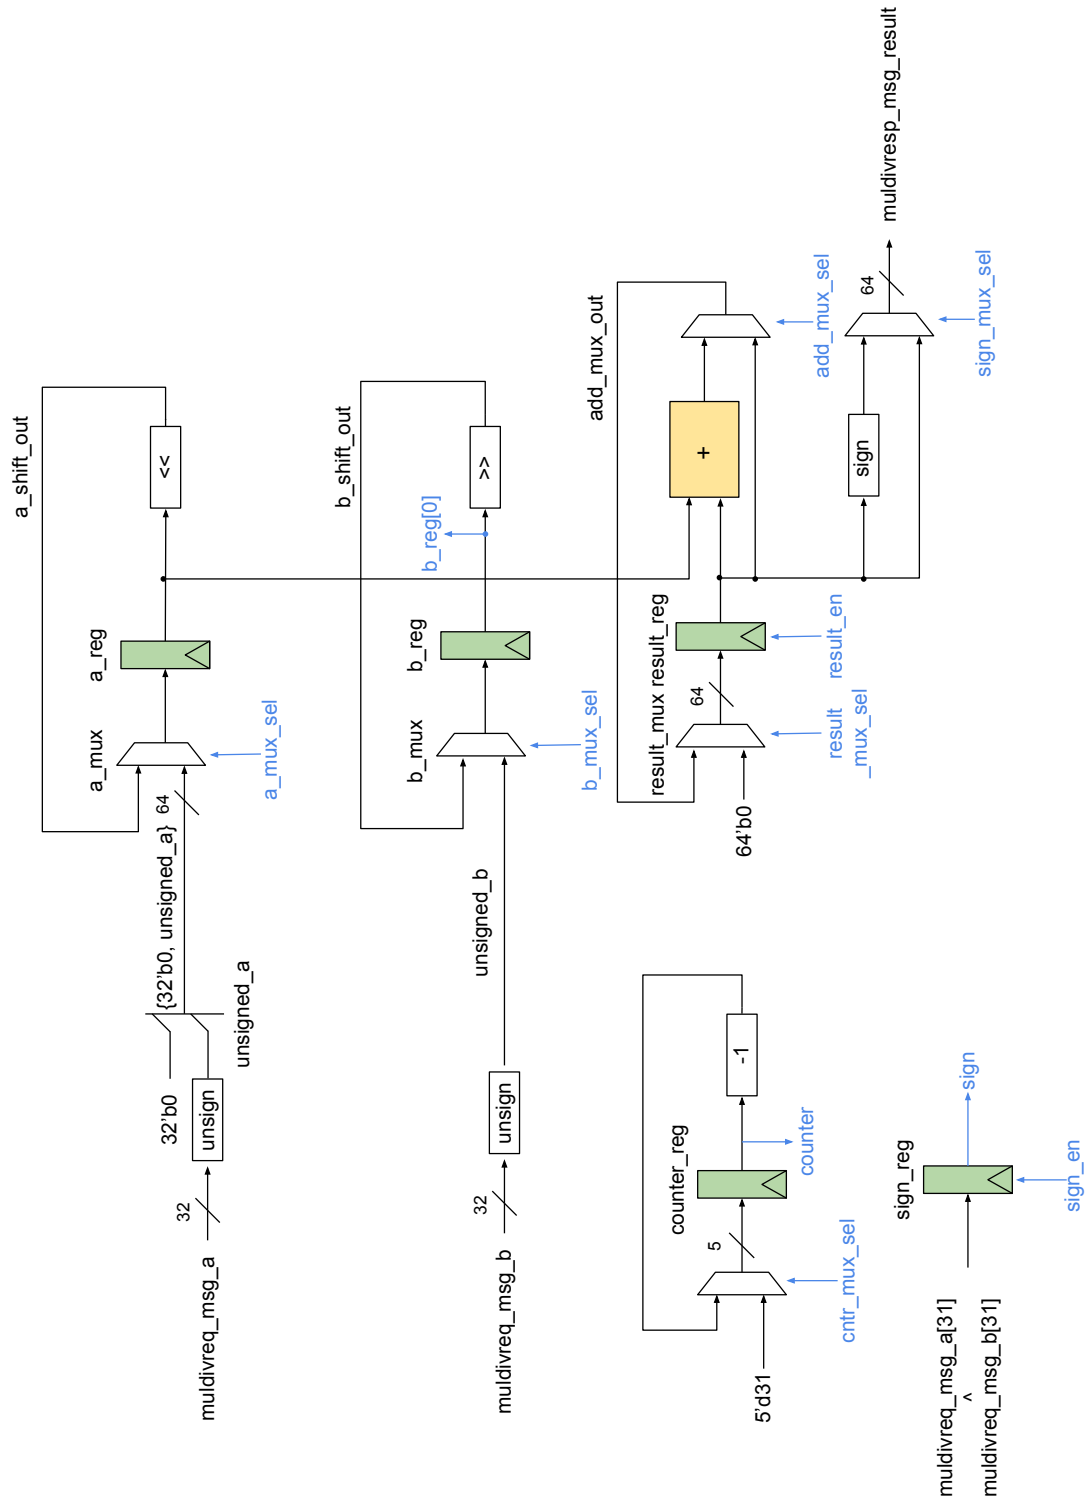 a_shift_out
a_mux
a_reg
<<
{32'b0, unsigned_a}
64
32'b0
unsign
unsigned_a
32
muldivreq_msg_a
a_mux_sel
b_shift_out
b_mux
b_reg
b_reg[0]
>>
unsigned_b
unsign
32
muldivreq_msg_b
b_mux_sel
add_mux_out
result_mux
result_reg
64
64'b0
+
result
_mux_sel
result_en
add_mux_sel
sign
64
muldivresp_msg_result
sign_mux_sel
counter_reg
-1
5
5'd31
counter
cntr_mux_sel
sign_reg
sign
sign_en
muldivreq_msg_a[31]
^
muldivreq_msg_b[31]